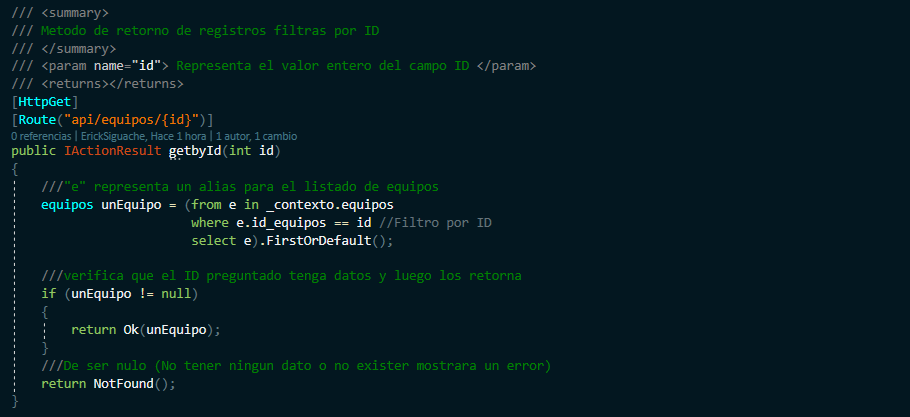 /// <summary>
/// Metodo de retorno de registros filtras por ID
/// </summary>
/// <param name="id"> Representa el valor entero del campo ID </param>
/// <returns></returns>
[HttpGet]
[Route("api/equipos/{id}")]
0 referencias | ErickSiguache, Hace 1 hora | 1 autor, 1 cambio
public IActionResult getbyId(int id)
{
///"e" representa un alias para el listado de equipos
equipos unEquipo = (from e in _contexto.equipos
where e.id_equipos == id //Filtro por ID
select e).FirstOrDefault();
///verifica que el ID preguntado tenga datos y luego los retorna
if (unEquipo != null)
{
return Ok(unEquipo);
}
///De ser nulo (No tener ningun dato o no exister mostrara un error)
return NotFound();
}